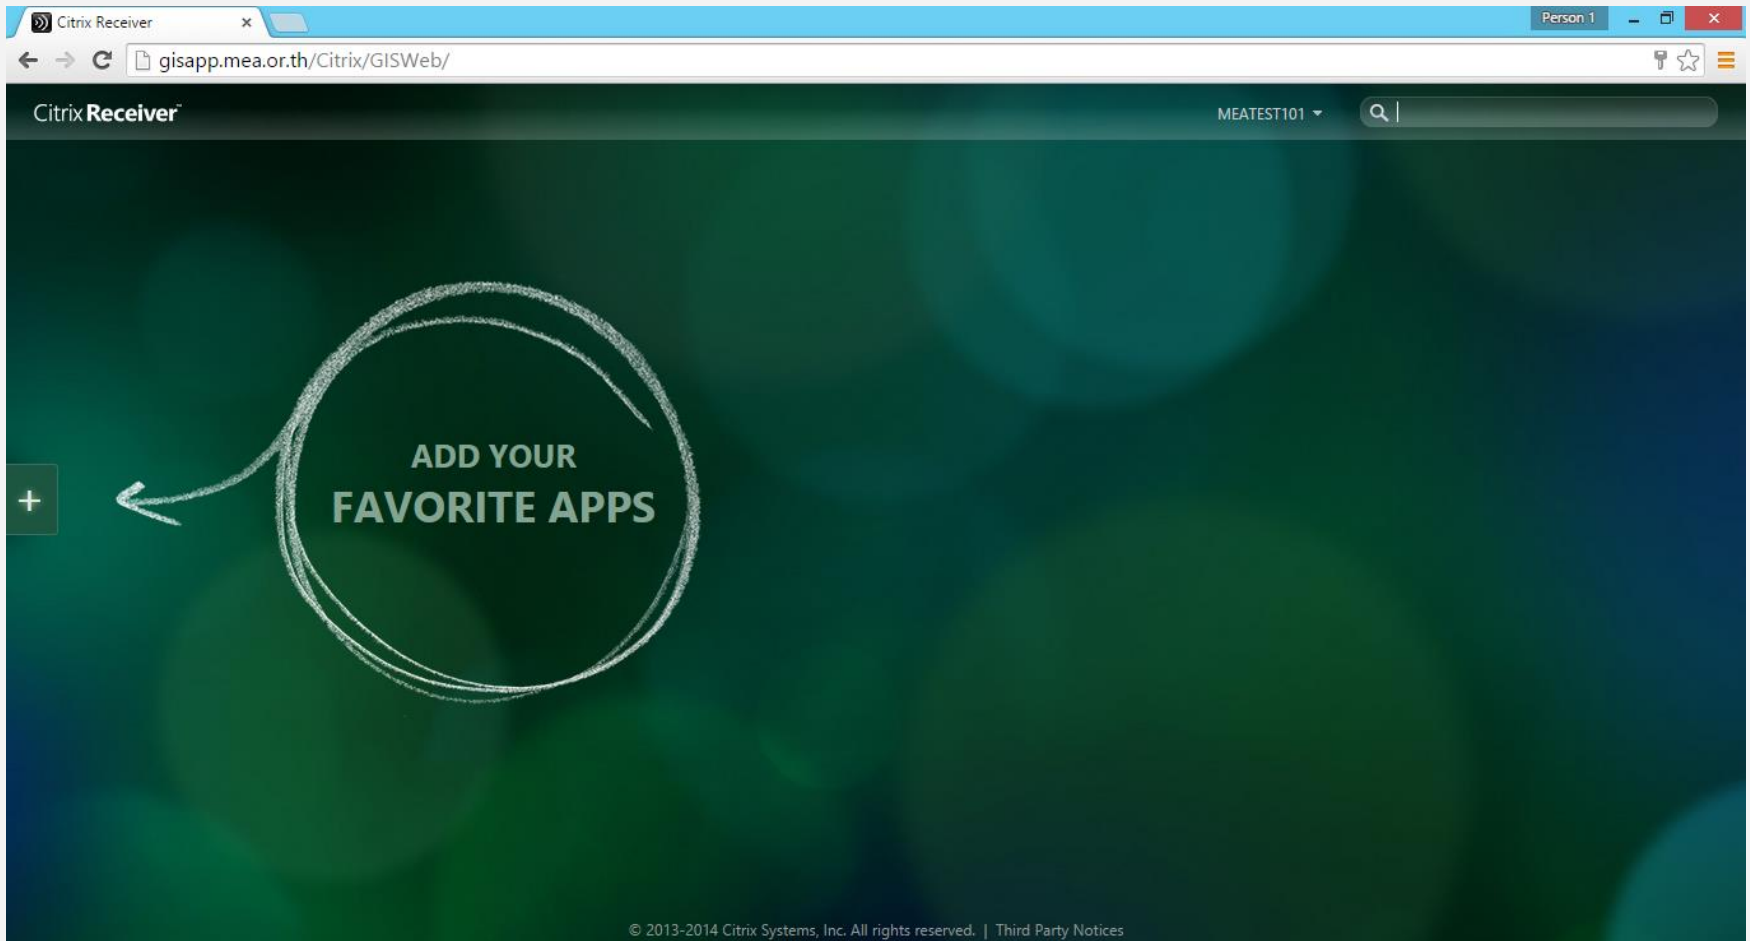 Citrix Receiver
Person 1
gisapp.mea.or.th/Citrix/GISWeb/
Citrix Receiver™
MEATEST101
ADD YOUR
FAVORITE APPS
© 2013-2014 Citrix Systems, Inc. All rights reserved. | Third Party Notices